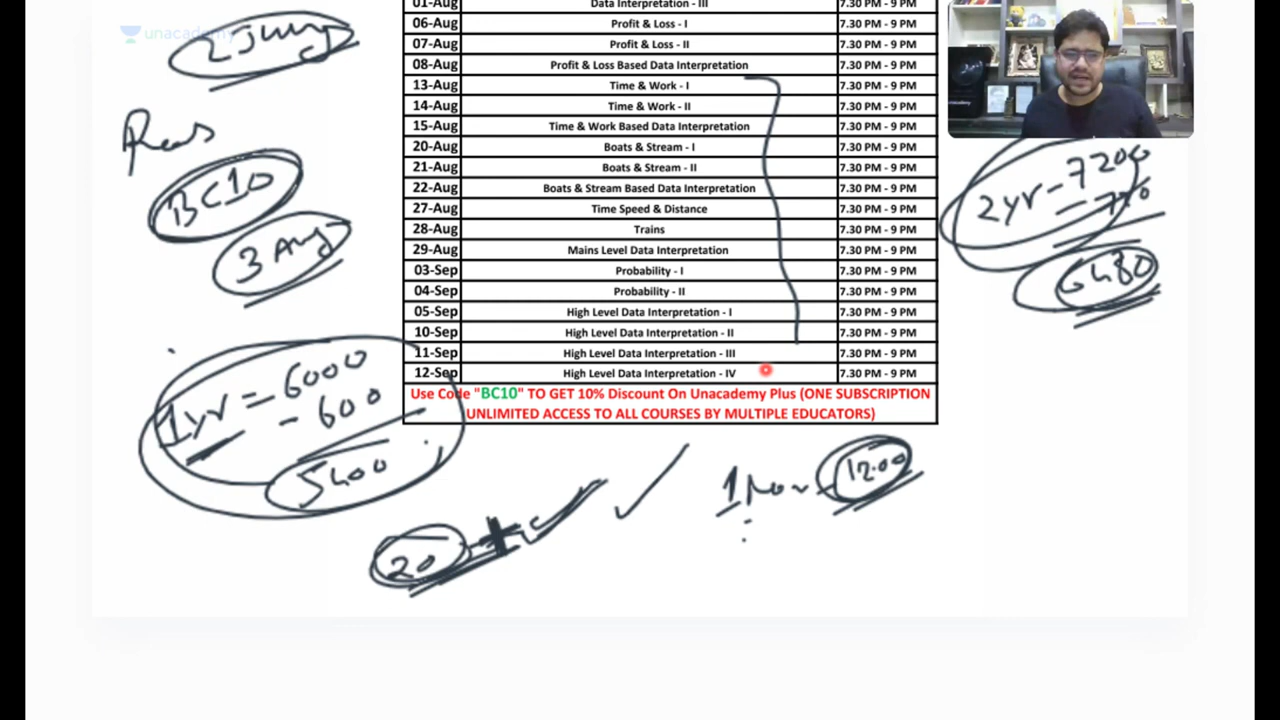 unacademy
01-Aug Data Interpretation - III 7.30 PM - 9 PM
06-Aug Profit & Loss - I 7.30 PM - 9 PM
07-Aug Profit & Loss - II 7.30 PM - 9 PM
08-Aug Profit & Loss Based Data Interpretation 7.30 PM - 9 PM
13-Aug Time & Work - I 7.30 PM - 9 PM
14-Aug Time & Work - II 7.30 PM - 9 PM
15-Aug Time & Work Based Data Interpretation 7.30 PM - 9 PM
20-Aug Boats & Stream - I 7.30 PM - 9 PM
21-Aug Boats & Stream - II 7.30 PM - 9 PM
22-Aug Boats & Stream Based Data Interpretation 7.30 PM - 9 PM
27-Aug Time Speed & Distance 7.30 PM - 9 PM
28-Aug Trains 7.30 PM - 9 PM
29-Aug Mains Level Data Interpretation 7.30 PM - 9 PM
03-Sep Probability - I 7.30 PM - 9 PM
04-Sep Probability - II 7.30 PM - 9 PM
05-Sep High Level Data Interpretation - I 7.30 PM - 9 PM
10-Sep High Level Data Interpretation - II 7.30 PM - 9 PM
11-Sep High Level Data Interpretation - III 7.30 PM - 9 PM
12-Sep High Level Data Interpretation - IV 7.30 PM - 9 PM
Use Code "BC10" TO GET 10% Discount On Unacademy Plus (ONE SUBSCRIPTION
UNLIMITED ACCESS TO ALL COURSES BY MULTIPLE EDUCATORS)
BC10
3 Aug
1yr = 6000
- 600
5400
2yr - 7200
- 720
6480
20 +
12.00